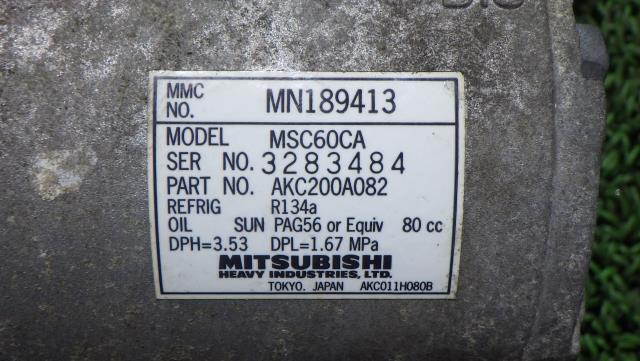 MMC NO. MN189413
MODEL MSC60CA
SER NO. 3283484
PART NO. AKC200A082
REFRIG R134a
OIL SUN PAG56 or Equiv 80 cc
DPH=3.53 DPL=1.67 MPa
MITSUBISHI
HEAVY INDUSTRIES, LTD.
TOKYO. JAPAN AKC011H080B